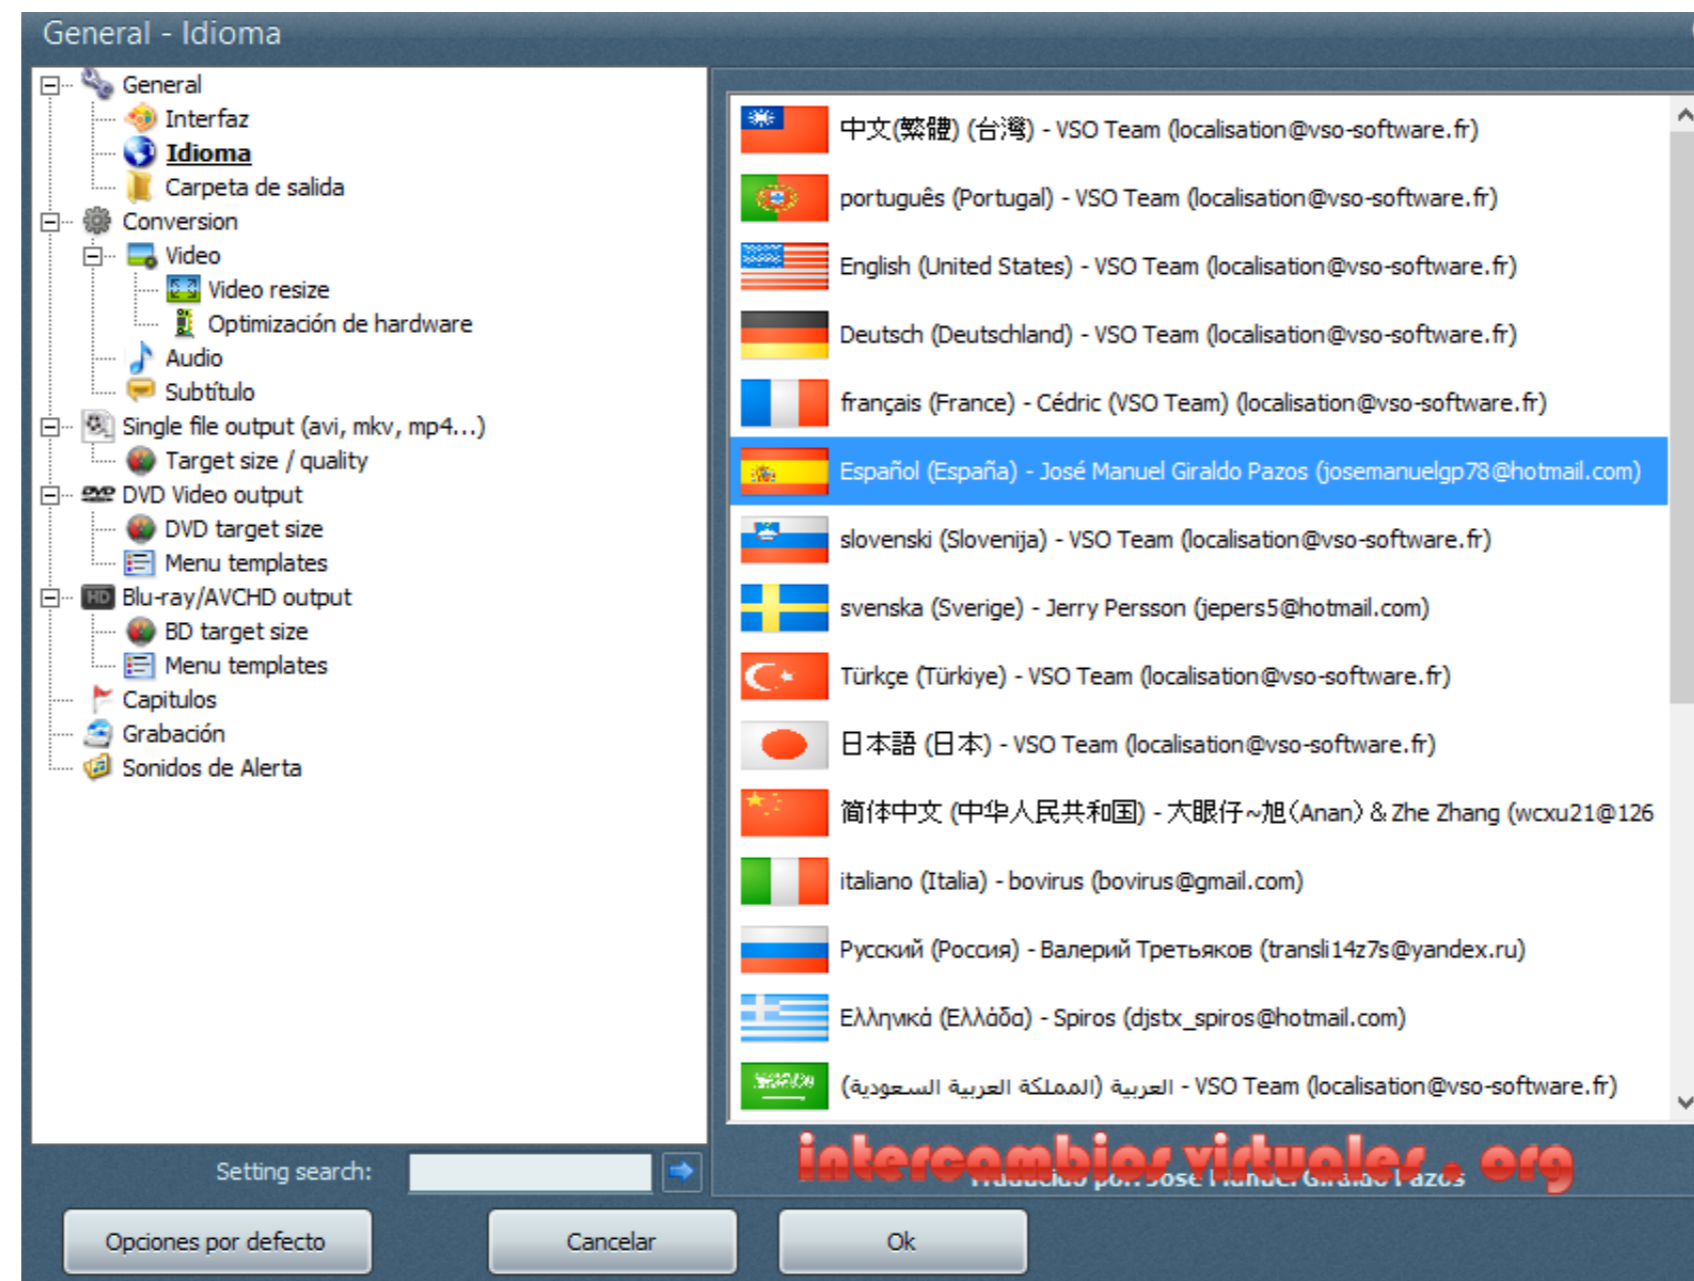 General - Idioma
General
Interfaz
Idioma
Carpeta de salida
Conversion
Video
Video resize
Optimización de hardware
Audio
Subtítulo
Single file output (avi, mkv, mp4...)
Target size / quality
DVD Video output
DVD target size
Menu templates
Blu-ray/AVCHD output
BD target size
Menu templates
Capitulos
Grabación
Sonidos de Alerta
中文(繁體) (台灣) - VSO Team (localisation@vso-software.fr)
português (Portugal) - VSO Team (localisation@vso-software.fr)
English (United States) - VSO Team (localisation@vso-software.fr)
Deutsch (Deutschland) - VSO Team (localisation@vso-software.fr)
français (France) - Cédric (VSO Team) (localisation@vso-software.fr)
Español (España) - José Manuel Giraldo Pazos (josemanuelgp78@hotmail.com)
slovenski (Slovenija) - VSO Team (localisation@vso-software.fr)
svenska (Sverige) - Jerry Persson (jepers5@hotmail.com)
Türkçe (Türkiye) - VSO Team (localisation@vso-software.fr)
日本語 (日本) - VSO Team (localisation@vso-software.fr)
简体中文 (中华人民共和国) - 大眼仔~旭(Anan) & Zhe Zhang (wcxu21@126
italiano (Italia) - bovirus (bovirus@gmail.com)
Русский (Россия) - Валерий Третьяков (transli14z7s@yandex.ru)
Ελληνικά (Ελλάδα) - Spiros (djstx_spiros@hotmail.com)
العربية (المملكة العربية السعودية) - VSO Team (localisation@vso-software.fr)
intercambios virtuales . org
Traducido por: José Manuel Giraldo Pazos
Setting search:
Opciones por defecto
Cancelar
Ok